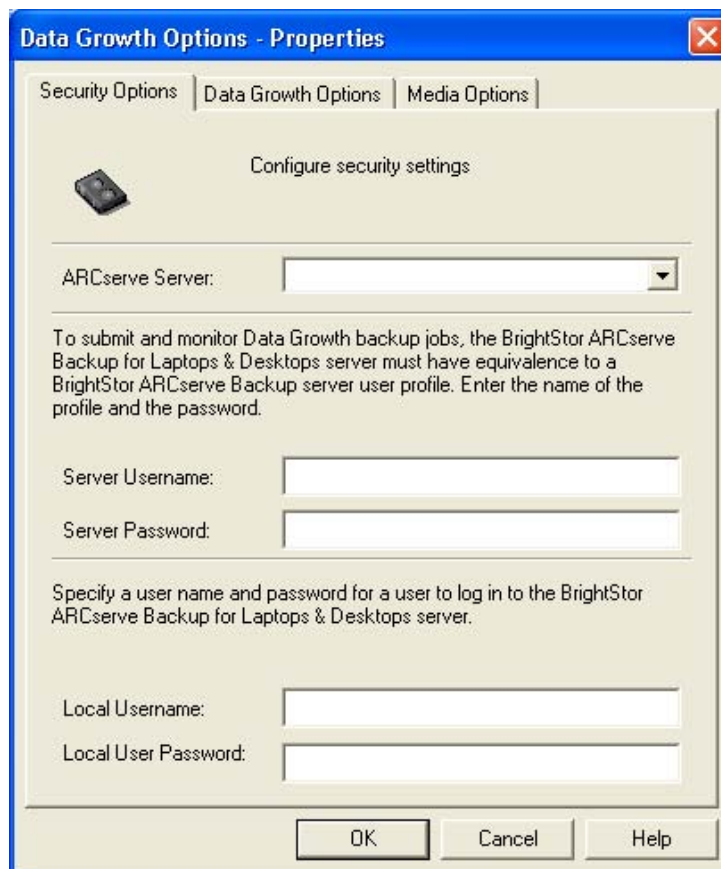 Data Growth Options - Properties
Security Options
Data Growth Options
Media Options
Configure security settings
ARCserve Server:
To submit and monitor Data Growth backup jobs, the BrightStor ARCserve
Backup for Laptops & Desktops server must have equivalence to a
BrightStor ARCserve Backup server user profile. Enter the name of the
profile and the password.
Server Username:
Server Password:
Specify a user name and password for a user to log in to the BrightStor
ARCserve Backup for Laptops & Desktops server.
Local Username:
Local User Password:
OK
Cancel
Help